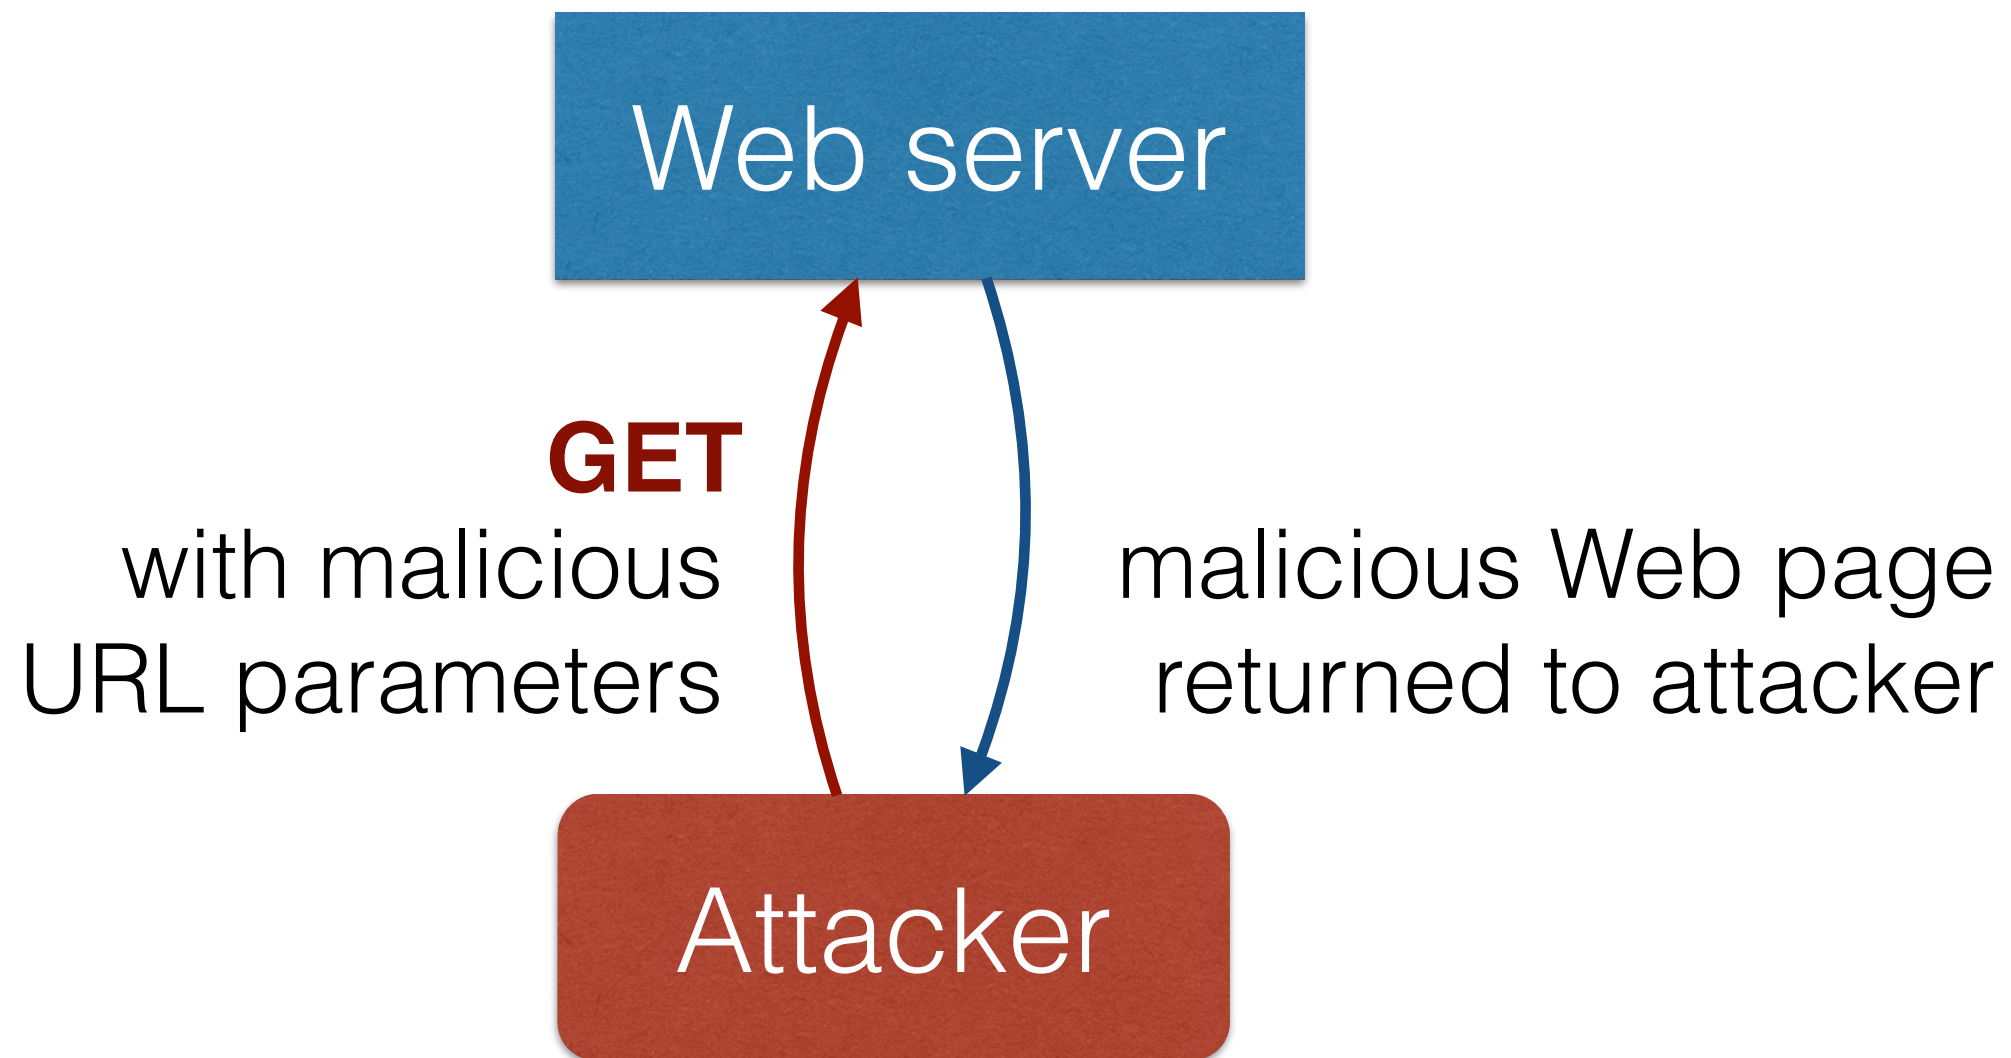 Web server
GET
with malicious
URL parameters
malicious Web page
returned to attacker
Attacker